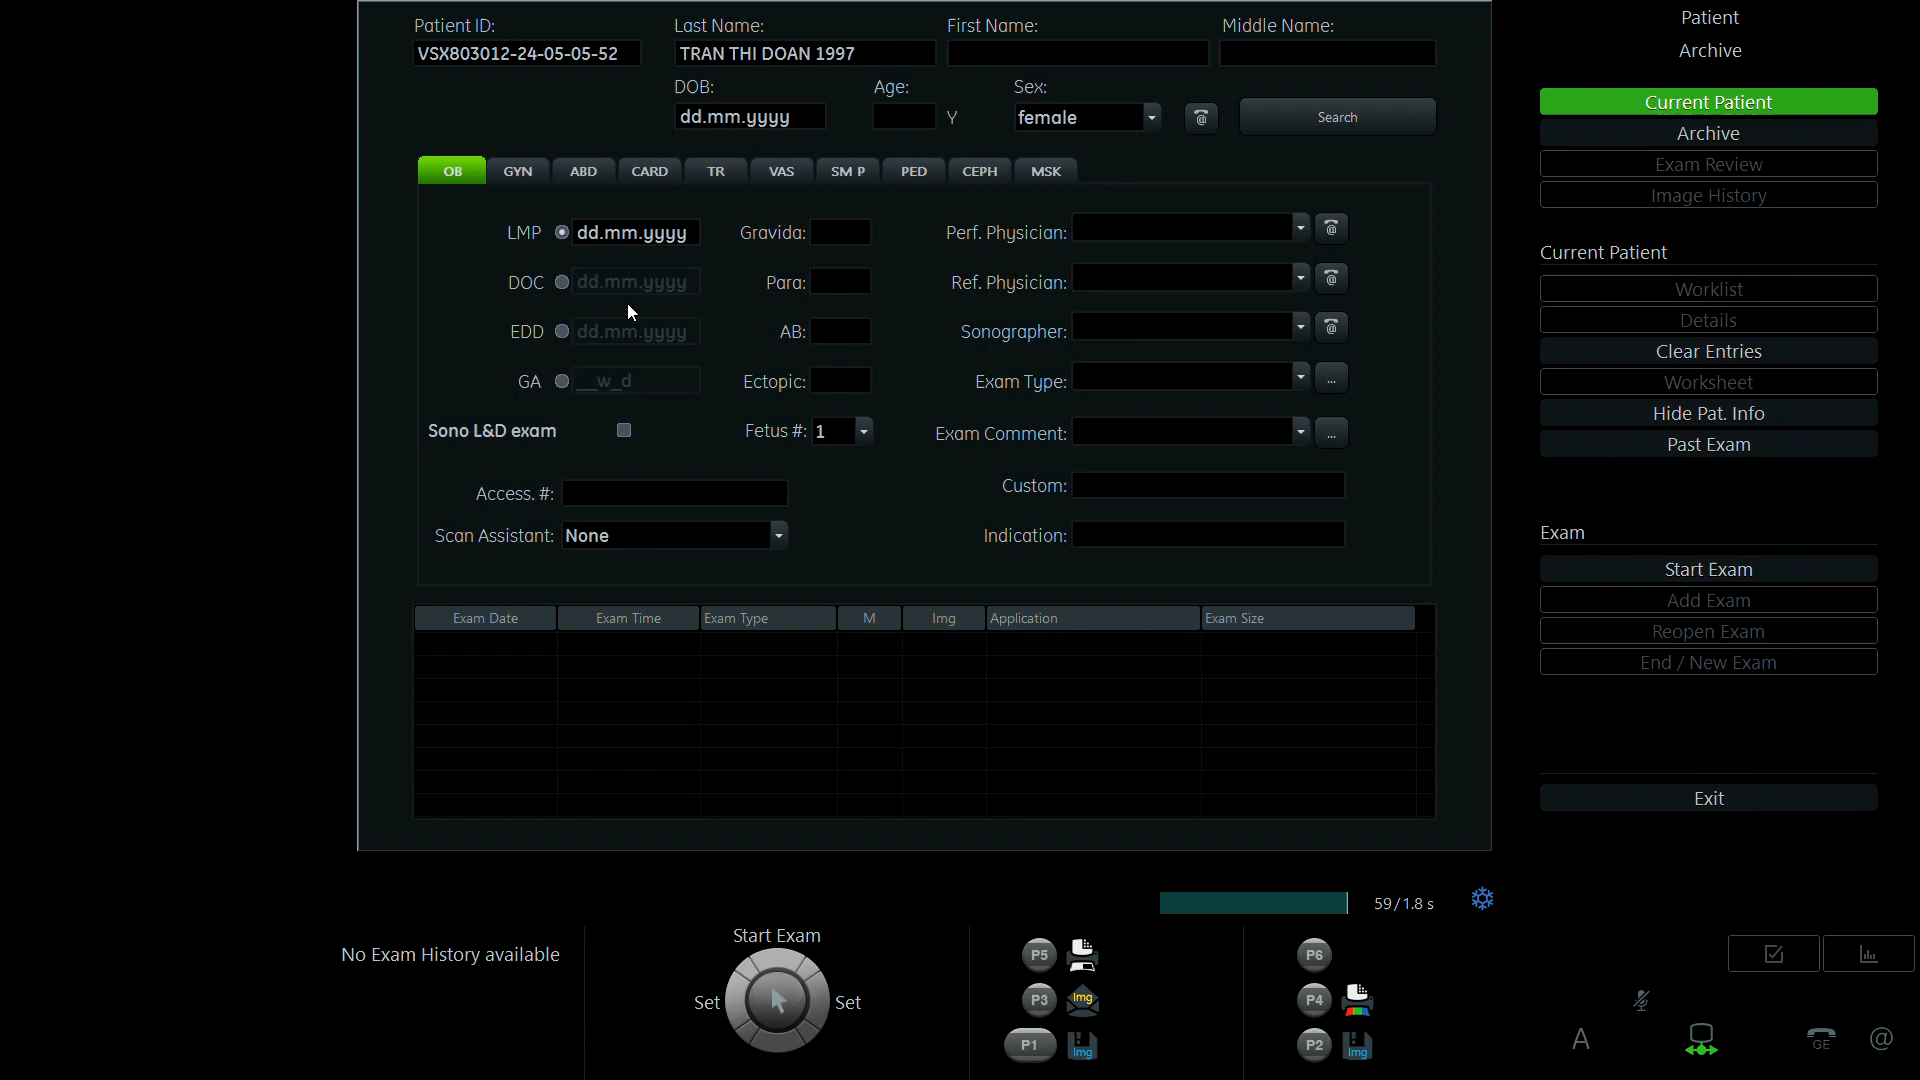 Patient ID: Last Name: First Name: Middle Name:
VSX803012-24-05-05-52 TRAN THI DOAN 1997
DOB: Age: Sex:
dd.mm.yyyy Y female @ Search
OB GYN ABD CARD TR VAS SM P PED CEPH MSK
LMP dd.mm.yyyy Gravida: Perf. Physician: @
DOC dd.mm.yyyy Para: Ref. Physician: @
EDD dd.mm.yyyy AB: Sonographer: @
GA __w_d Ectopic: Exam Type: ...
Sono L&D exam Fetus #: 1 Exam Comment: ...
Access. #: Custom:
Scan Assistant: None Indication:
Exam Date Exam Time Exam Type M Img Application Exam Size
Patient
Archive
Current Patient
Archive
Exam Review
Image History
Current Patient
Worklist
Details
Clear Entries
Worksheet
Hide Pat. Info
Past Exam
Exam
Start Exam
Add Exam
Reopen Exam
End / New Exam
Exit
59/1.8 s
No Exam History available
Start Exam
Set Set
P5
P3 Img
P1 Img
P6
P4
P2 Img
A GE @